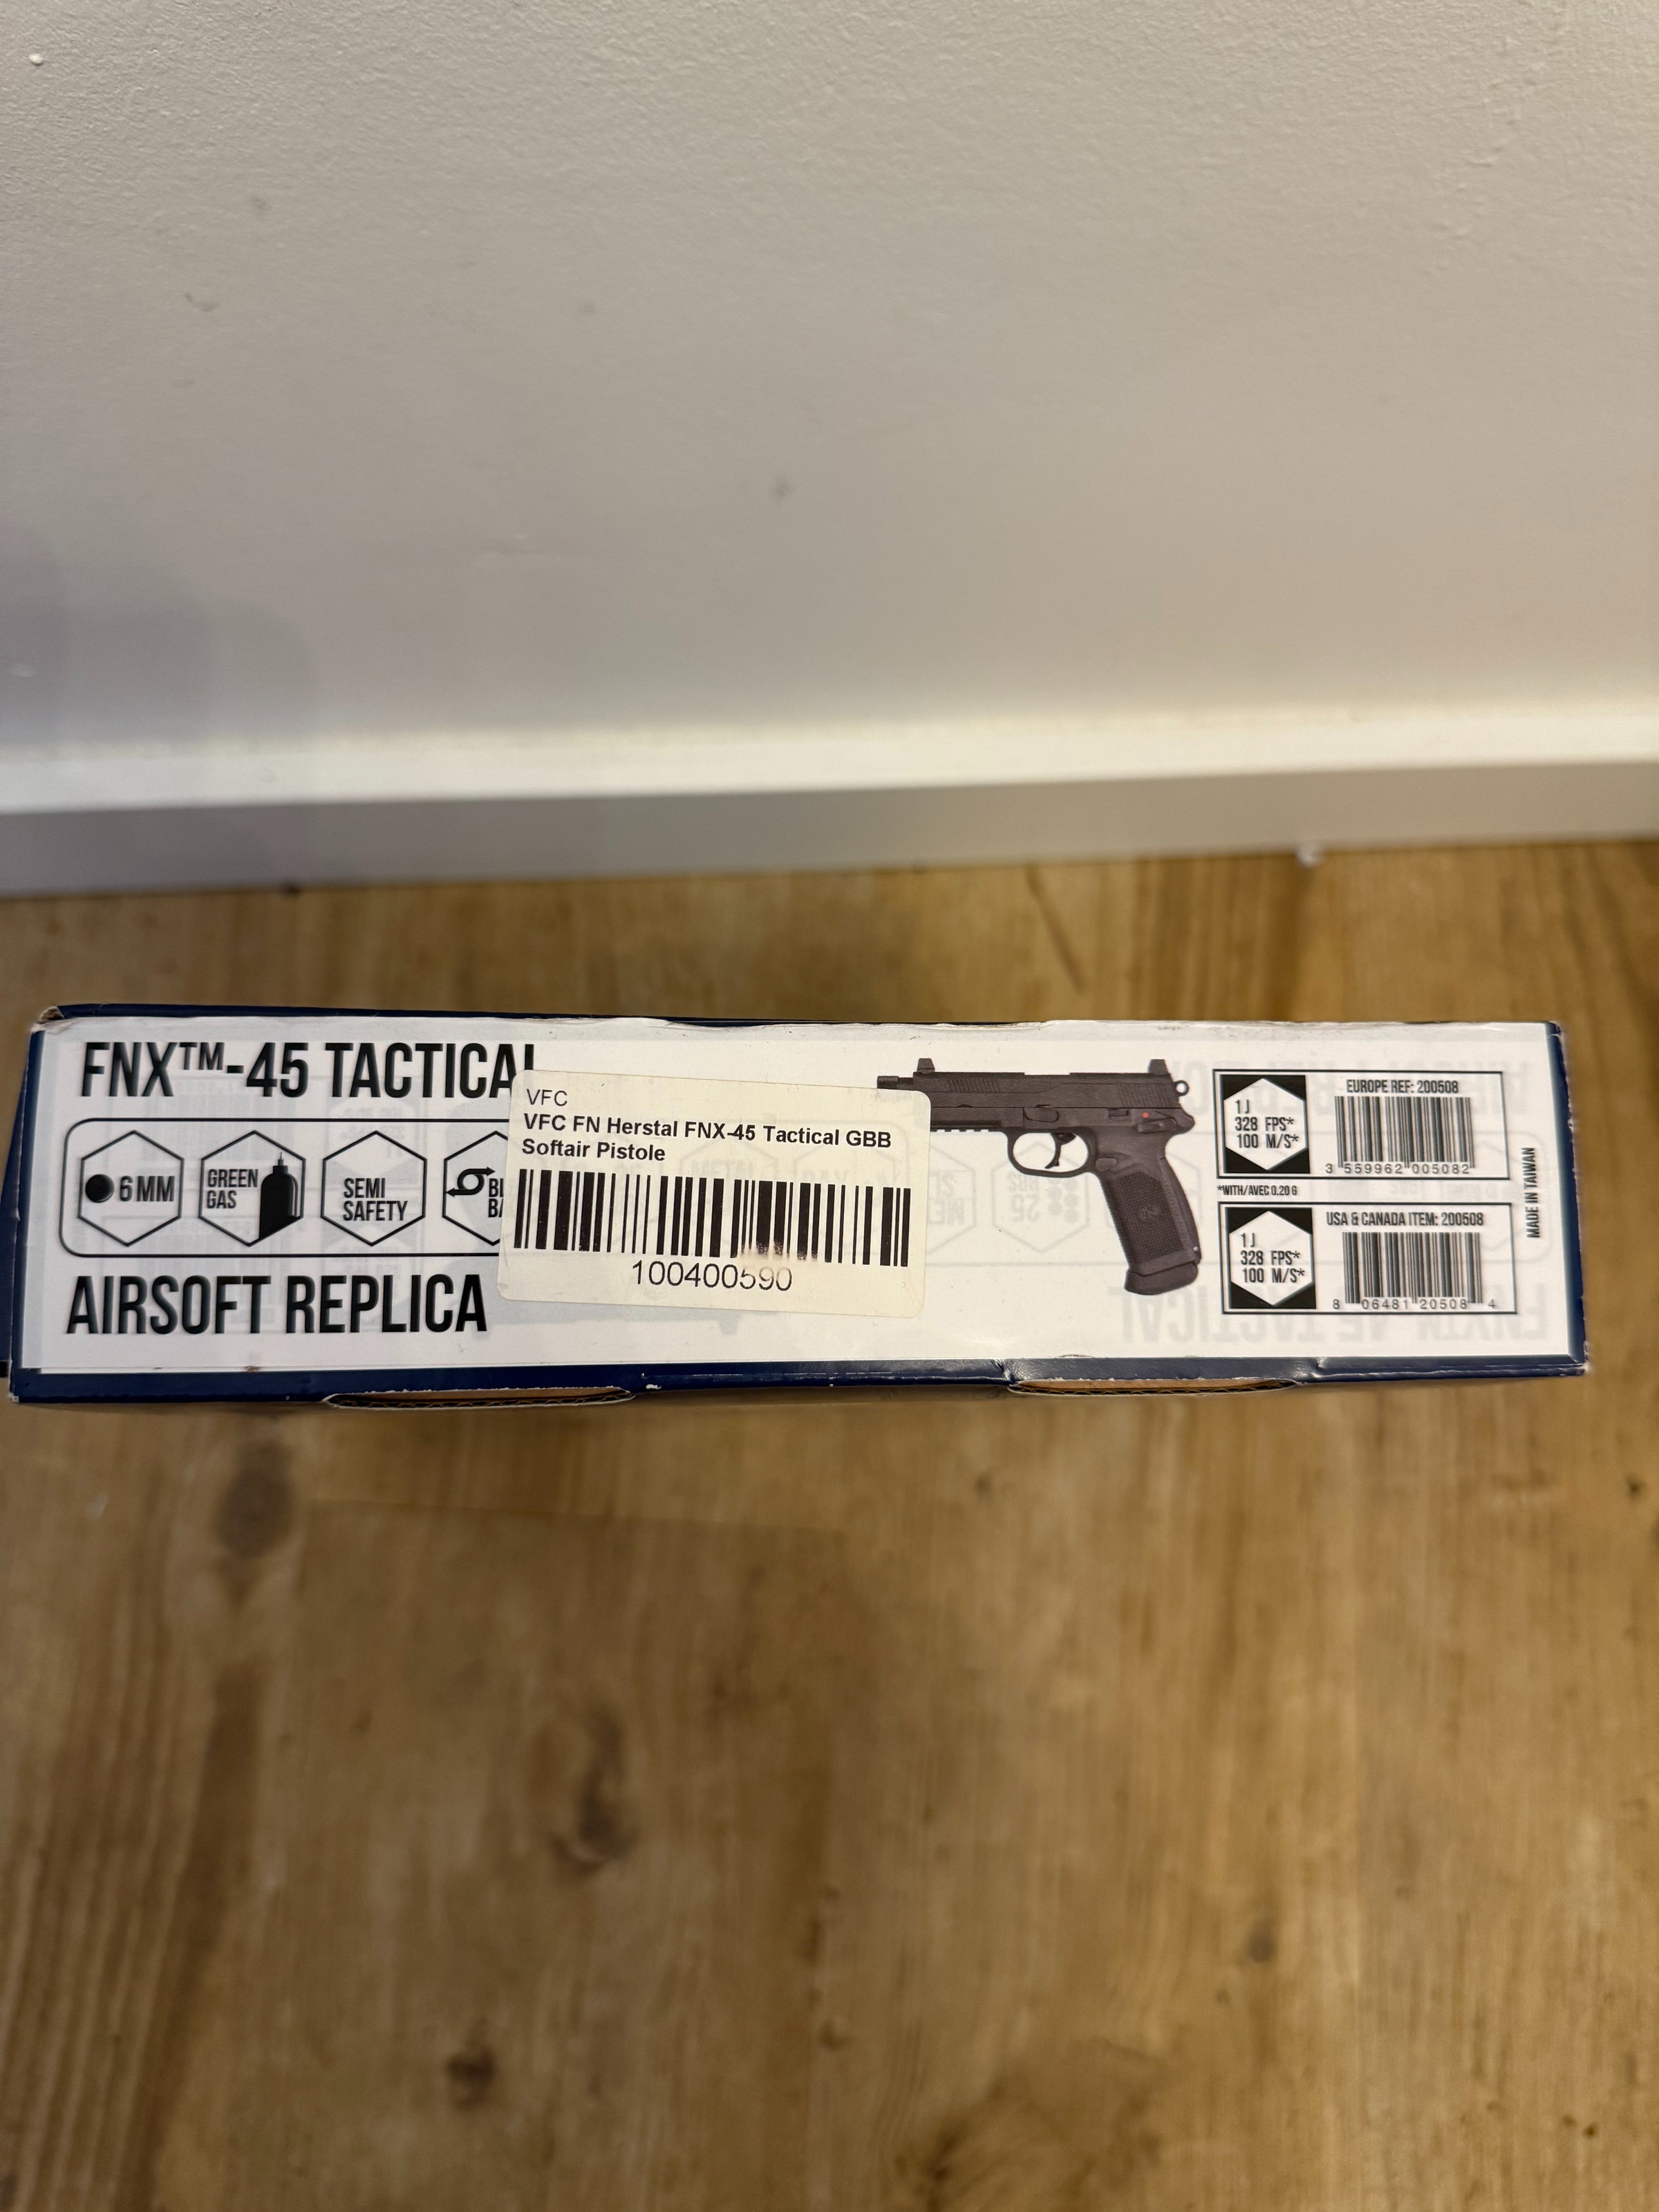 FNX™-45 TACTICAL
6 MM
GREEN
GAS
SEMI
SAFETY
AIRSOFT REPLICA
VFC
VFC FN Herstal FNX-45 Tactical GBB
Softair Pistole
100400590
EUROPE REF: 200508
1 J
328 FPS*
100 M/S*
3 559962 005082
*WITH/AVEC 0.20 G
USA & CANADA ITEM: 200508
1 J
328 FPS*
100 M/S*
8 06481 20508 4
MADE IN TAIWAN